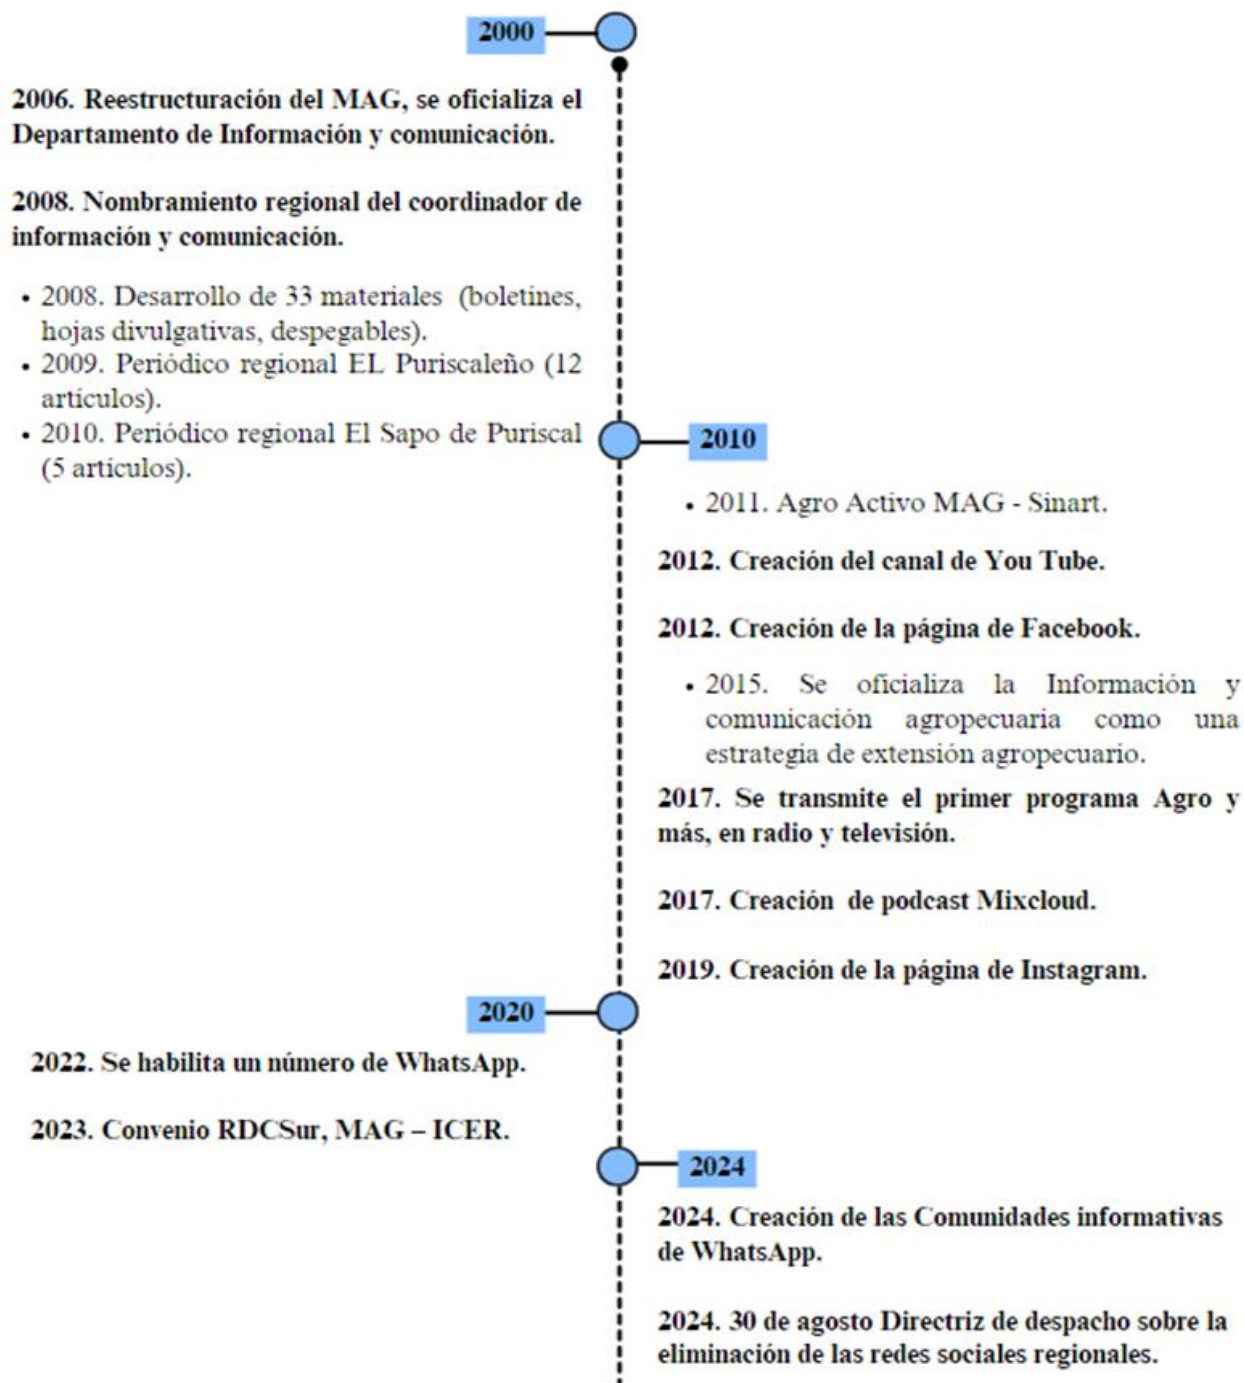 2000
2006. Reestructuración del MAG, se oficializa el
Departamento de Información y comunicación.
2008. Nombramiento regional del coordinador de
información y comunicación.
• 2008. Desarrollo de 33 materiales (boletines,
hojas divulgativas, despegables).
• 2009. Periódico regional EL Puriscaleño (12
artículos).
• 2010. Periódico regional El Sapo de Puriscal
(5 artículos).
2010
• 2011. Agro Activo MAG - Sinart.
2012. Creación del canal de You Tube.
2012. Creación de la página de Facebook.
• 2015. Se oficializa la Información y
comunicación agropecuaria como una
estrategia de extensión agropecuario.
2017. Se transmite el primer programa Agro y
más, en radio y televisión.
2017. Creación de podcast Mixcloud.
2019. Creación de la página de Instagram.
2020
2022. Se habilita un número de WhatsApp.
2023. Convenio RDCSur, MAG – ICER.
2024
2024. Creación de las Comunidades informativas
de WhatsApp.
2024. 30 de agosto Directriz de despacho sobre la
eliminación de las redes sociales regionales.